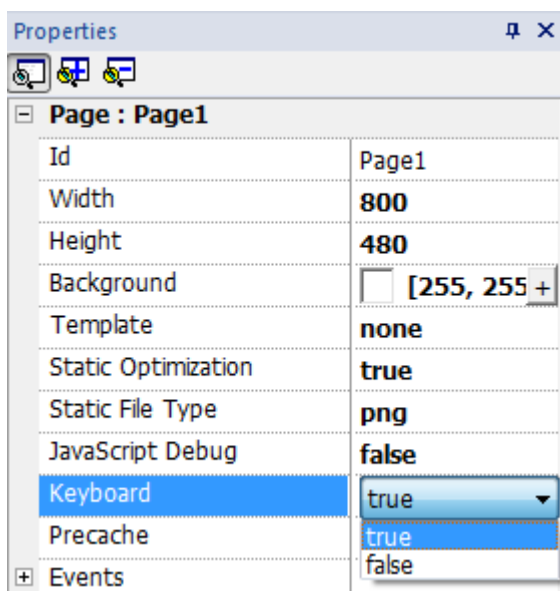 Properties
Page : Page1
Id Page1
Width 800
Height 480
Background [255, 255 +
Template none
Static Optimization true
Static File Type png
JavaScript Debug false
Keyboard true
Precache true
Events false